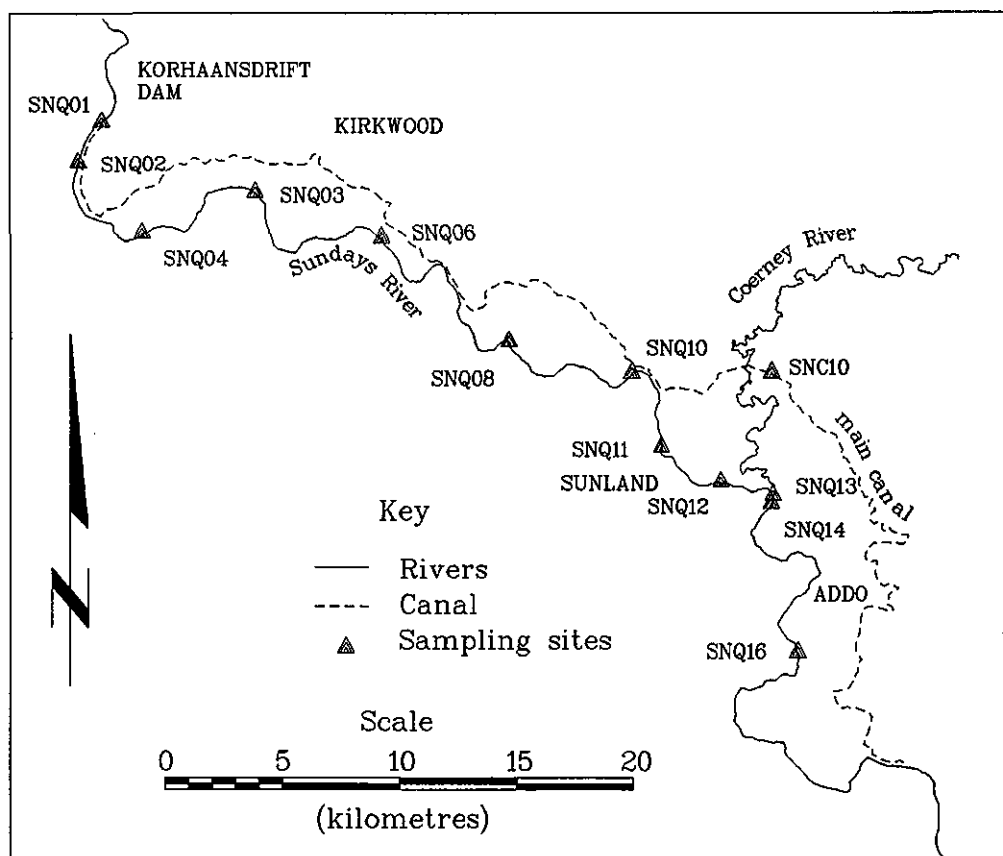 KORHAANSDRIFT
DAM
SNQ01
KIRKWOOD
SNQ02
SNQ03
SNQ06
SNQ04
Sundays River
Coerney River
SNQ10
SNC10
SNQ08
main canal
SNQ11
SUNLAND
SNQ13
SNQ12
SNQ14
Key
Rivers
Canal
ADDO
Sampling sites
SNQ16
Scale
0 5 10 15 20
(kilometres)
N